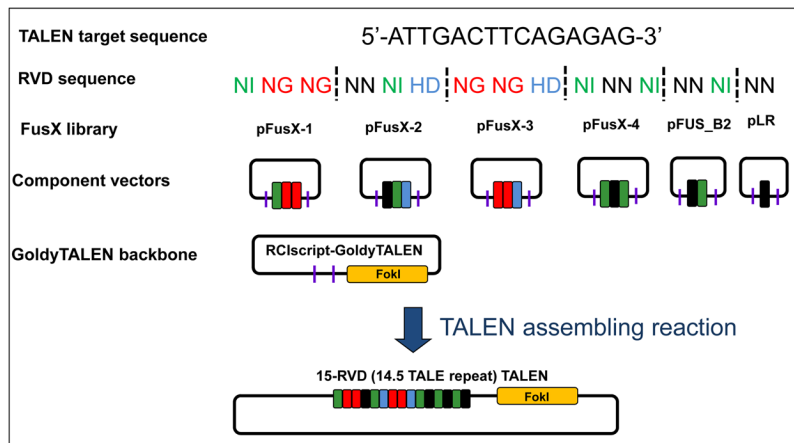 TALEN target sequence 5’-ATTGACTTCAGAGAG-3’
RVD sequence NI NG NG NN NI HD NG NG HD NI NN NI NN NI NN
FusX library pFusX-1 pFusX-2 pFusX-3 pFusX-4 pFUS_B2 pLR
Component vectors
GoldyTALEN backbone RCIscript-GoldyTALEN
FokI
TALEN assembling reaction
15-RVD (14.5 TALE repeat) TALEN
FokI